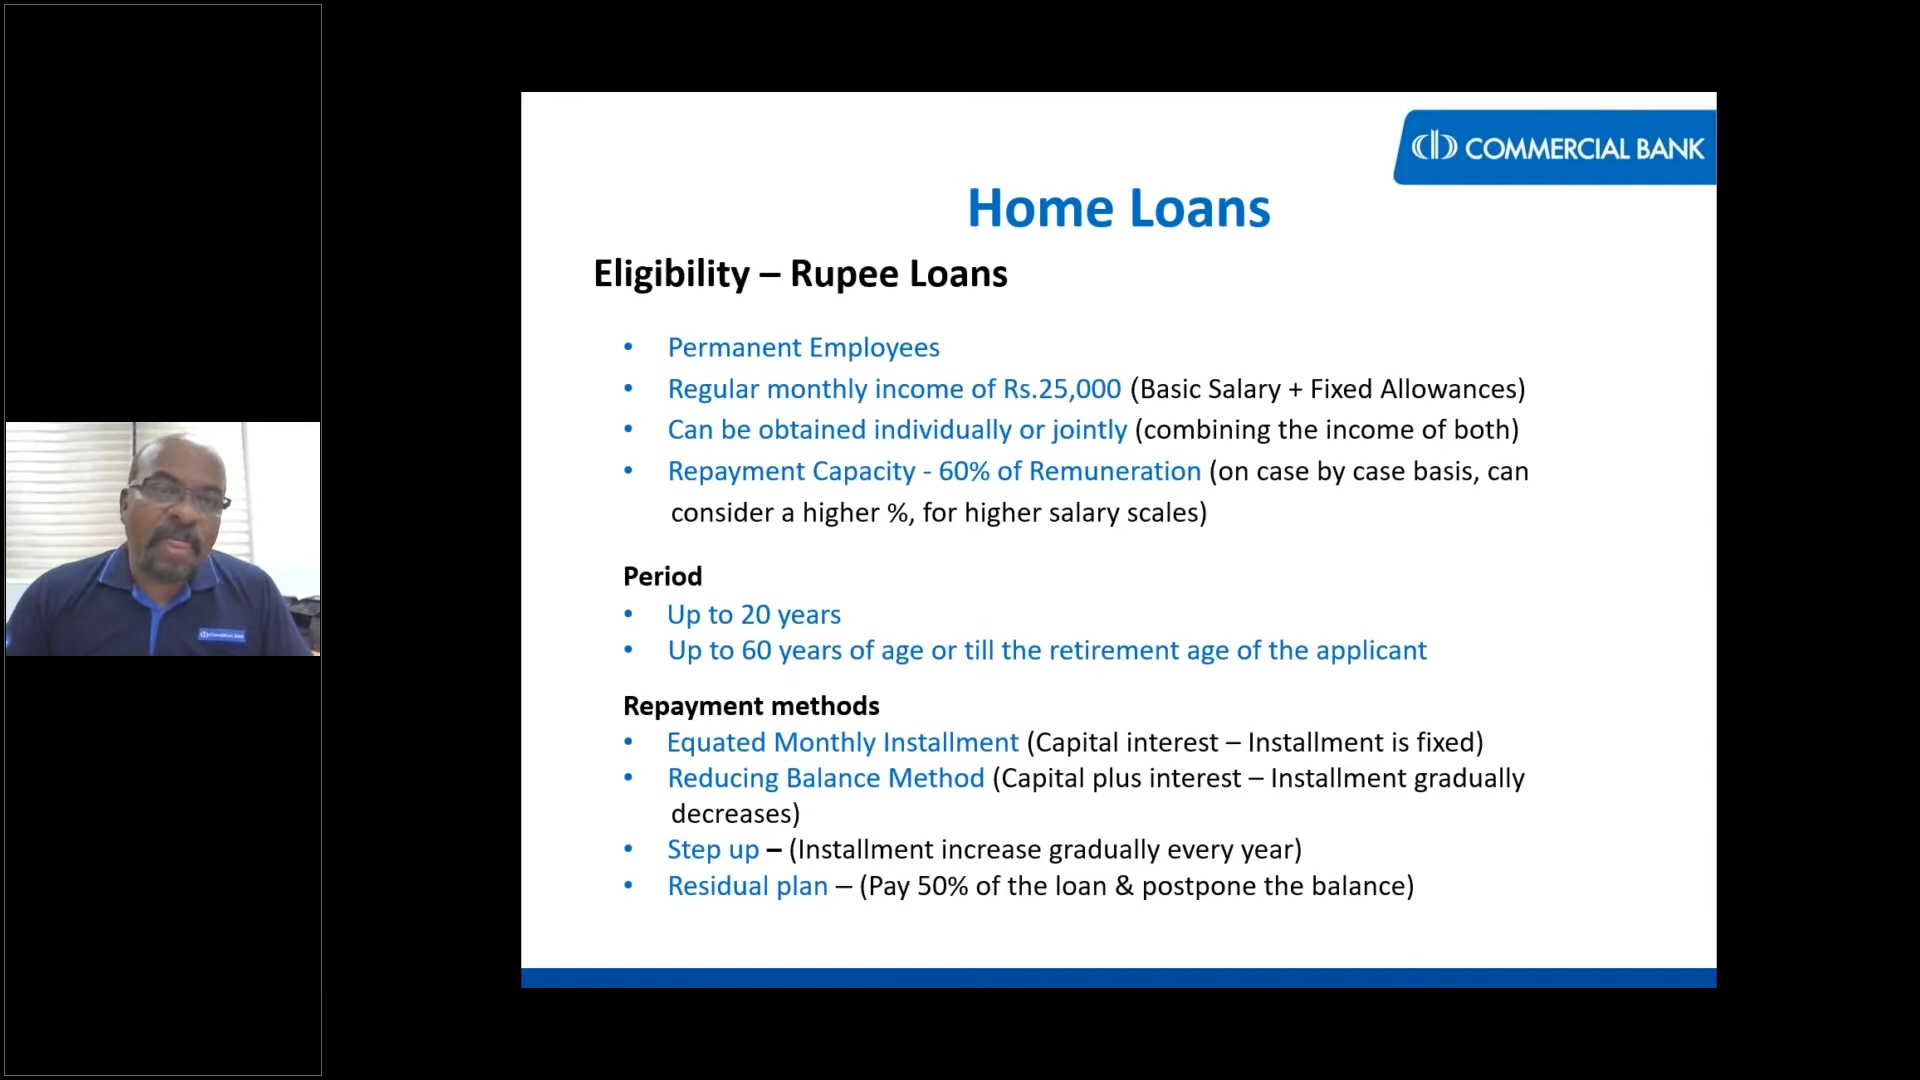 COMMERCIAL BANK
Home Loans
Eligibility – Rupee Loans
• Permanent Employees
• Regular monthly income of Rs.25,000 (Basic Salary + Fixed Allowances)
• Can be obtained individually or jointly (combining the income of both)
• Repayment Capacity - 60% of Remuneration (on case by case basis, can
consider a higher %, for higher salary scales)
Period
• Up to 20 years
• Up to 60 years of age or till the retirement age of the applicant
Repayment methods
• Equated Monthly Installment (Capital interest – Installment is fixed)
• Reducing Balance Method (Capital plus interest – Installment gradually
decreases)
• Step up – (Installment increase gradually every year)
• Residual plan – (Pay 50% of the loan & postpone the balance)
COMMERCIAL BANK